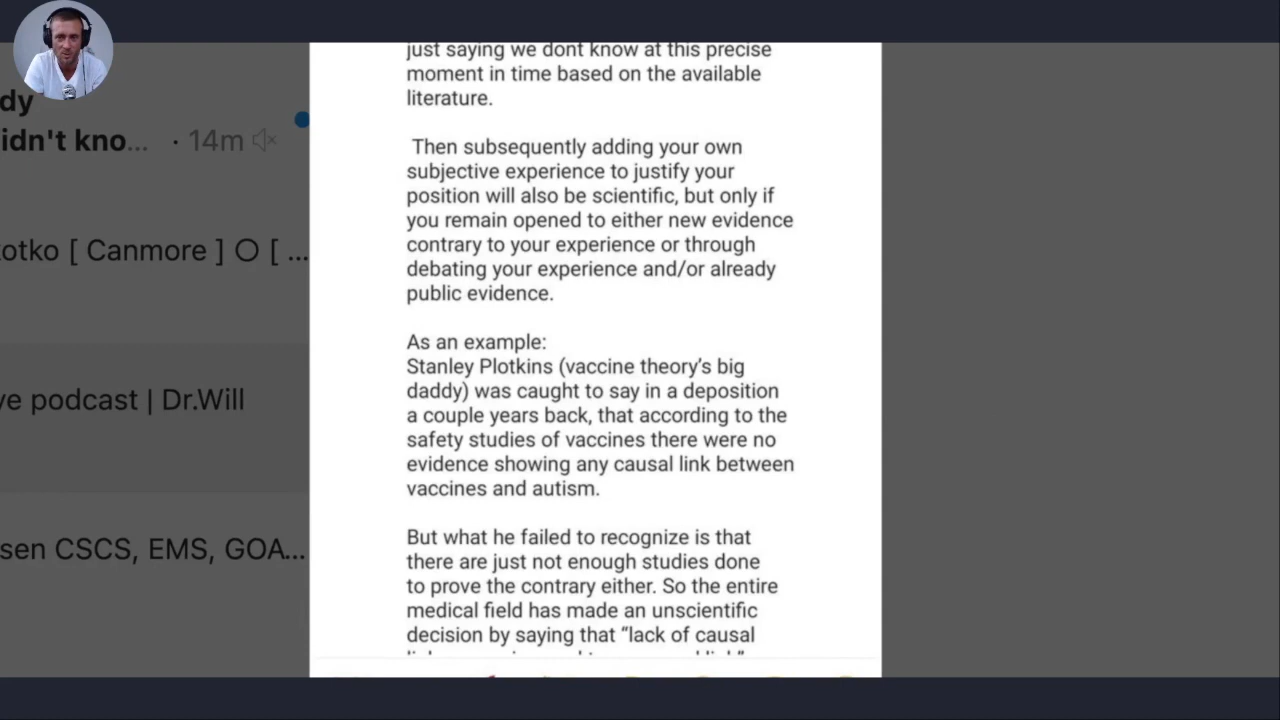 dy
idn't kno... · 14m
otko [ Canmore ] O [ ...
ve podcast | Dr.Will
sen CSCS, EMS, GOA...
just saying we dont know at this precise
moment in time based on the available
literature.
Then subsequently adding your own
subjective experience to justify your
position will also be scientific, but only if
you remain opened to either new evidence
contrary to your experience or through
debating your experience and/or already
public evidence.
As an example:
Stanley Plotkins (vaccine theory's big
daddy) was caught to say in a deposition
a couple years back, that according to the
safety studies of vaccines there were no
evidence showing any causal link between
vaccines and autism.
But what he failed to recognize is that
there are just not enough studies done
to prove the contrary either. So the entire
medical field has made an unscientific
decision by saying that “lack of causal